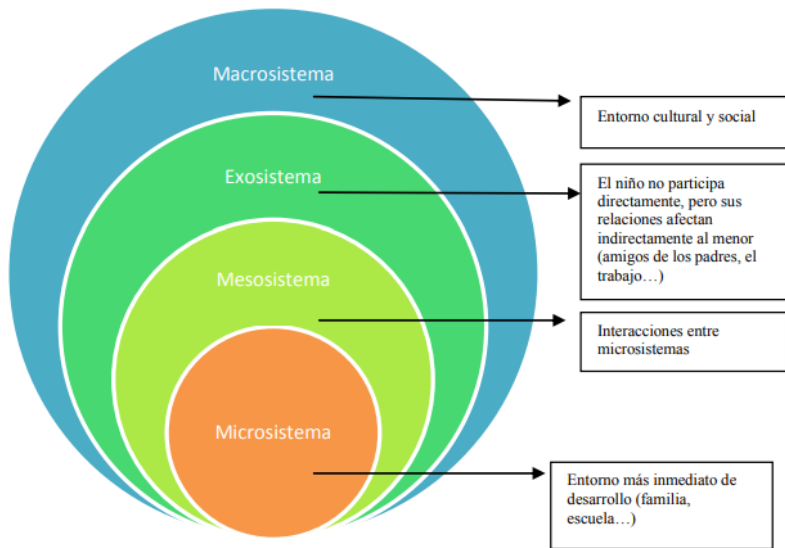 Macrosistema
Entorno cultural y social
Exosistema
El niño no participa
directamente, pero sus
relaciones afectan
indirectamente al menor
(amigos de los padres, el
trabajo…)
Mesosistema
Interacciones entre
microsistemas
Microsistema
Entorno más inmediato de
desarrollo (familia,
escuela…)